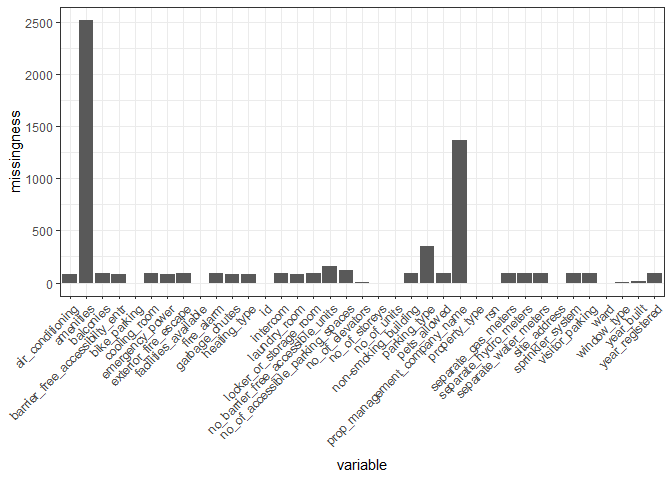 2500
2000
1500
1000
500
0
missingness
air_conditioning
amenities
balconies
barrier_free_accessibility_entr
bike_parking
cooling_room
emergency_power
exterior_fire_escape
facilities_available
fire_alarm
garbage_chutes
heating_type
id
intercom
laundry_room
locker_or_storage_room
no_barrier_free_accessible_units
no_of_accessible_parking_spaces
no_of_elevators
no_of_storeys
no_of_units
non-smoking_building
parking_type
pets_allowed
prop_management_company_name
property_type
rsn
separate_gas_meters
separate_hydro_meters
separate_water_meters
site_address
sprinkler_system
visitor_parking
ward
window_type
year_built
year_registered
variable